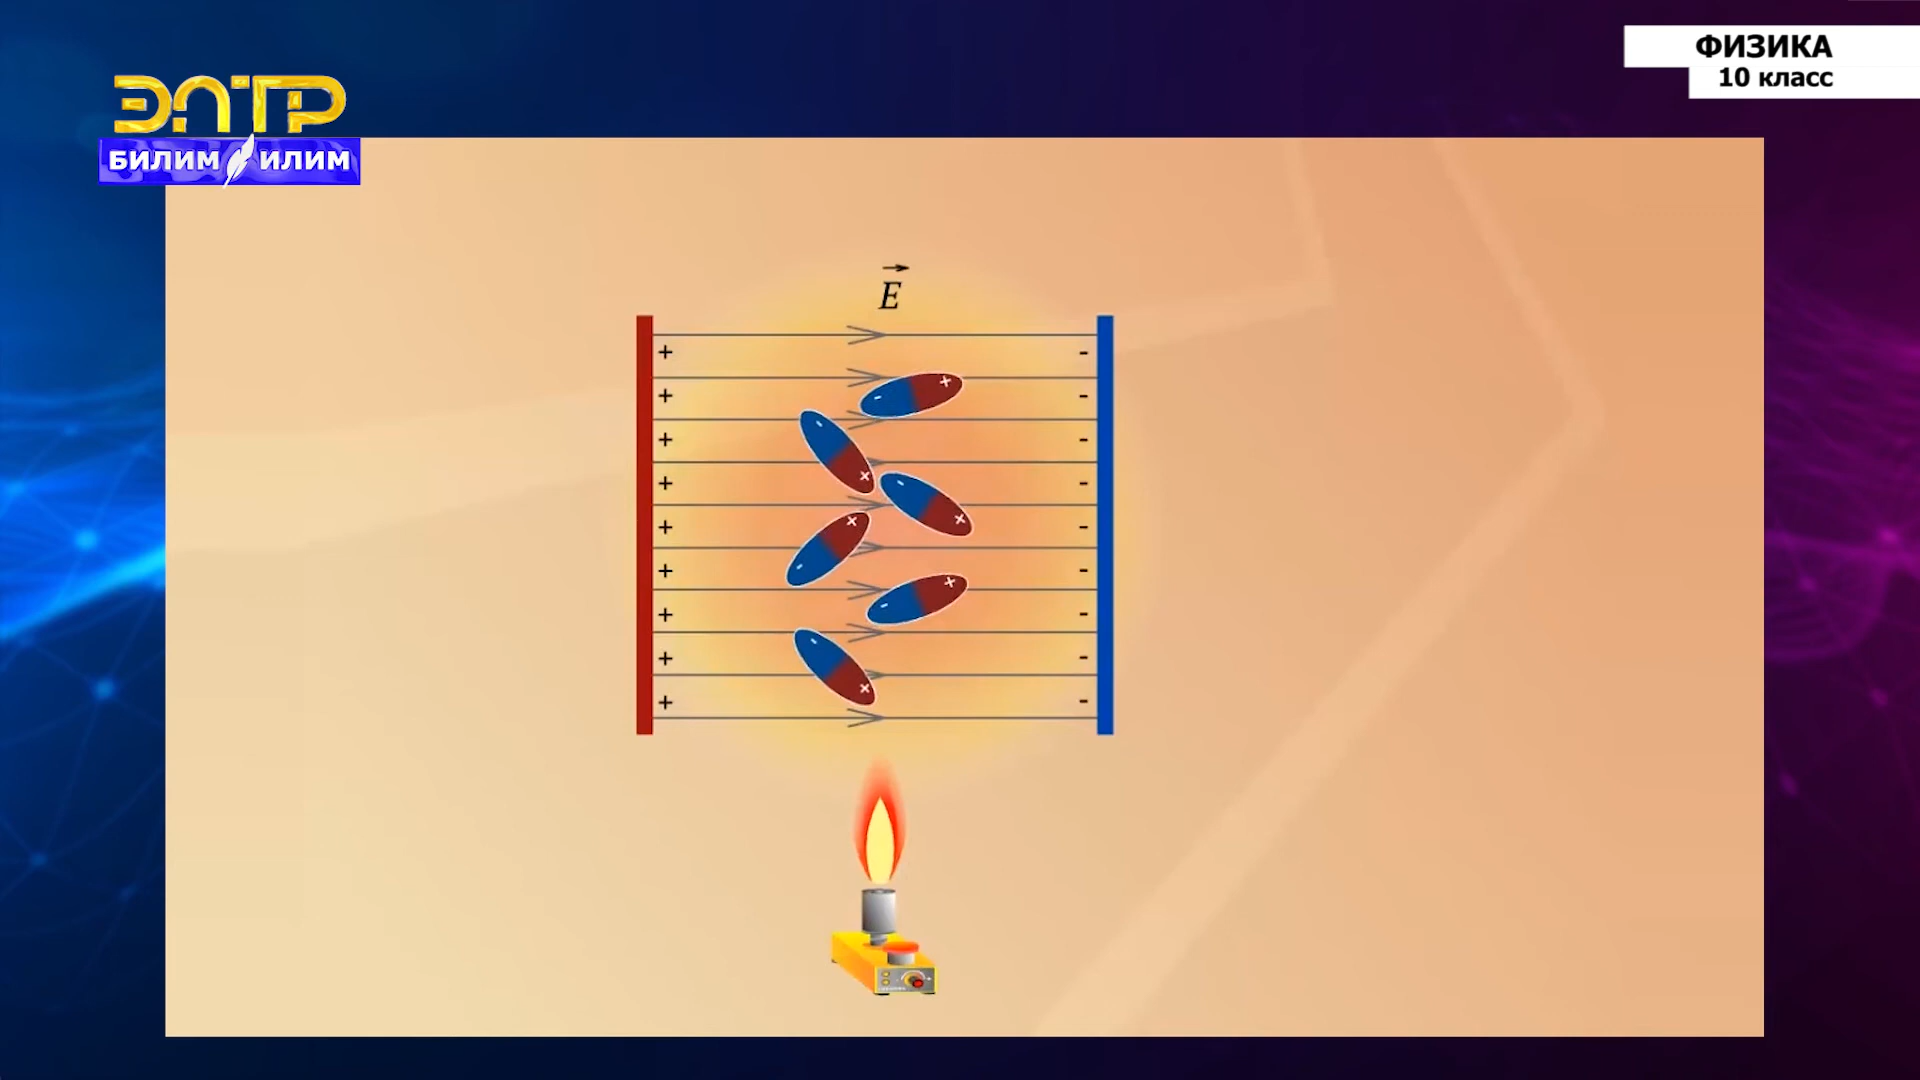 ФИЗИКА
10 класс
ЭЛТР
БИЛИМ ИЛИМ
E
+ -
+ -
+ -
+ -
+ -
+ -
+ -
+ -
+ -